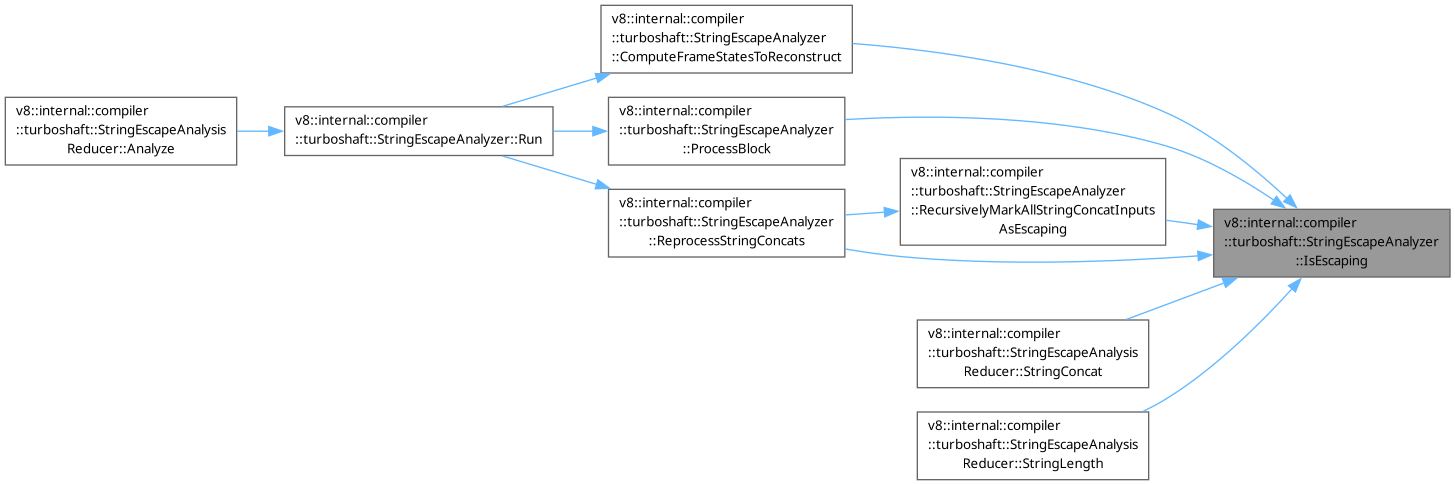 v8::internal::compiler
::turboshaft::StringEscapeAnalysis
Reducer::Analyze
v8::internal::compiler
::turboshaft::StringEscapeAnalyzer::Run
v8::internal::compiler
::turboshaft::StringEscapeAnalyzer
::ComputeFrameStatesToReconstruct
v8::internal::compiler
::turboshaft::StringEscapeAnalyzer
::ProcessBlock
v8::internal::compiler
::turboshaft::StringEscapeAnalyzer
::ReprocessStringConcats
v8::internal::compiler
::turboshaft::StringEscapeAnalyzer
::RecursivelyMarkAllStringConcatInputs
AsEscaping
v8::internal::compiler
::turboshaft::StringEscapeAnalyzer
::IsEscaping
v8::internal::compiler
::turboshaft::StringEscapeAnalysis
Reducer::StringConcat
v8::internal::compiler
::turboshaft::StringEscapeAnalysis
Reducer::StringLength